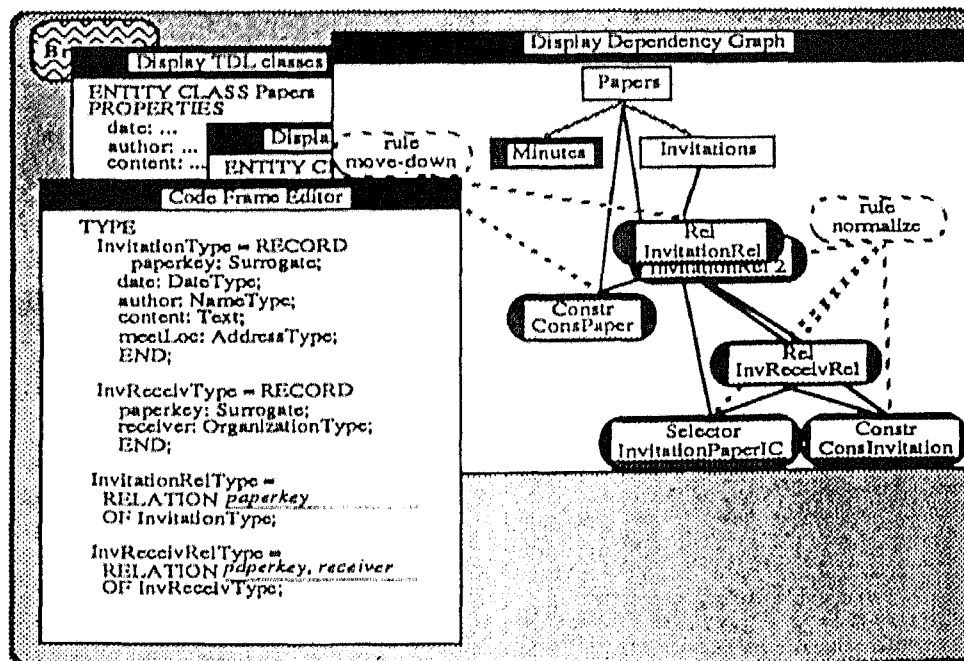 Br
Display TDL classes
ENTITY CLASS Papers
PROPERTIES
date: ...
author: ...
content: ...
Displa
ENTITY C
Display Dependency Graph
Papers
Minutes
Invitations
rule
move-down
rule
normalize
Rel
InvitationRel
InvitationRel 2
Constr
ConsPaper
Rel
InvReceivRel
Selector
InvitationPaperIC
Constr
ConsInvitation
Code Frame Editor
TYPE
InvitationType = RECORD
paperkey: Surrogate;
date: DateType;
author: NameType;
content: Text;
meetLoc: AddressType;
END;
InvReceivType = RECORD
paperkey: Surrogate;
receiver: OrganizationType;
END;
InvitationRelType =
RELATION paperkey
OF InvitationType;
InvReceivRelType =
RELATION paperkey, receiver
OF InvReceivType;